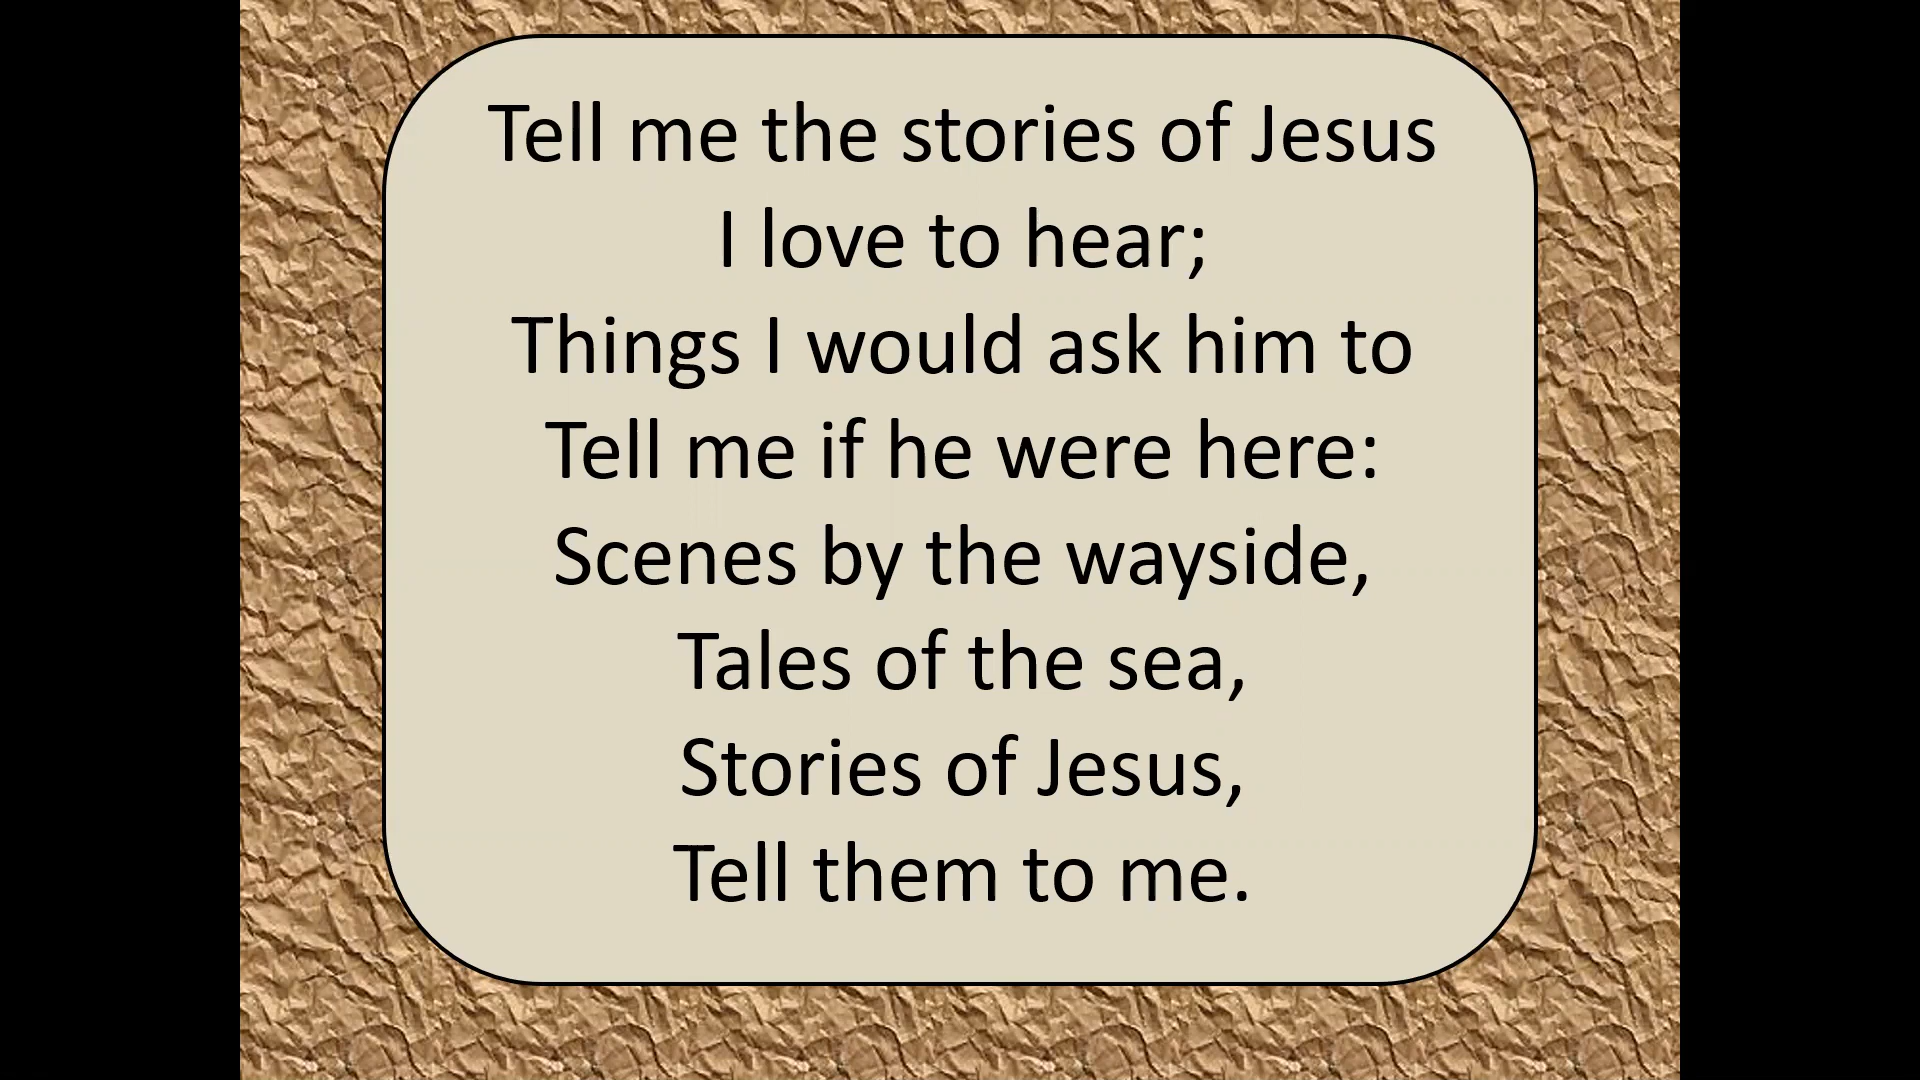 Tell me the stories of Jesus
I love to hear;
Things I would ask him to
Tell me if he were here:
Scenes by the wayside,
Tales of the sea,
Stories of Jesus,
Tell them to me.